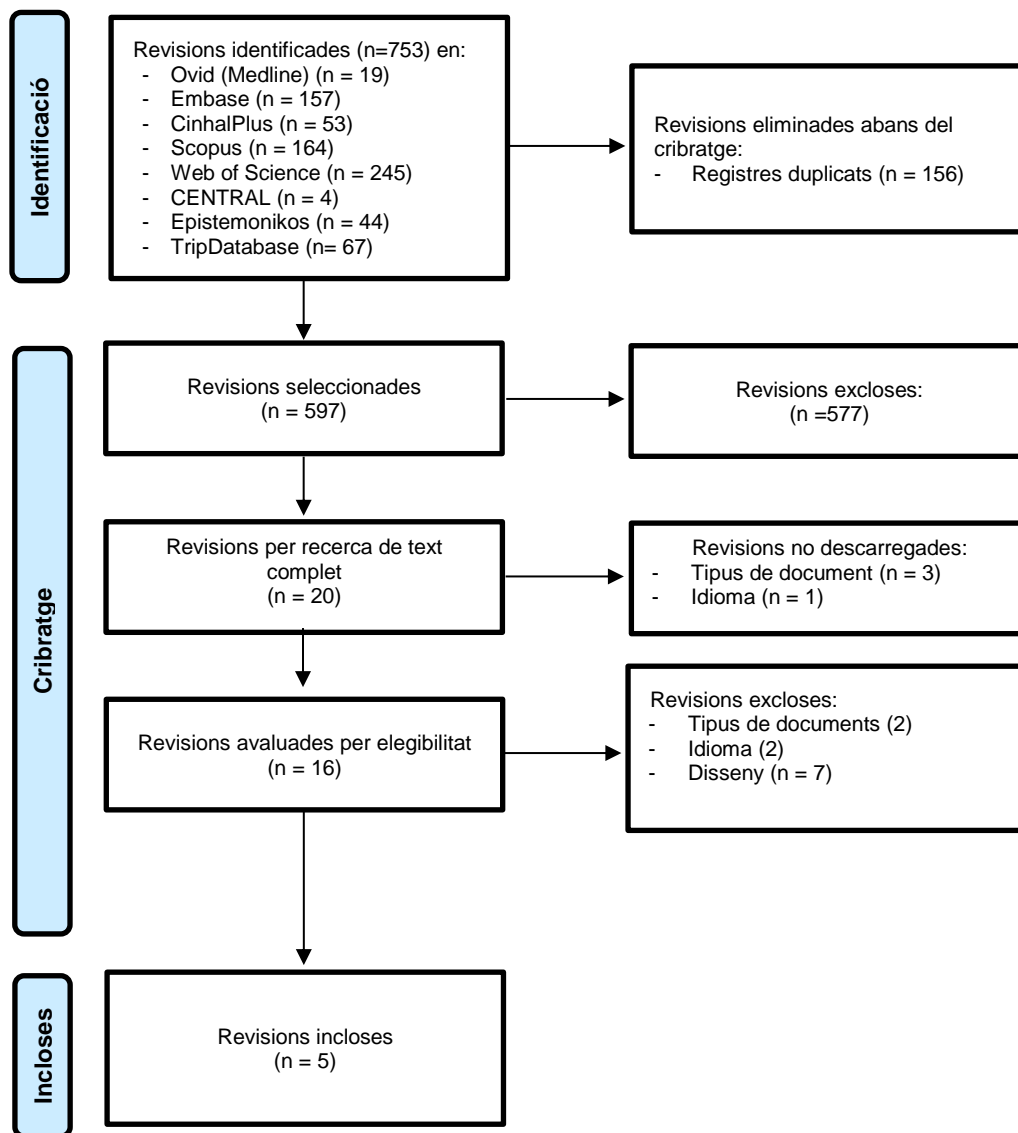 Identificació
Revisions identificades (n=753) en:
- Ovid (Medline) (n = 19)
- Embase (n = 157)
- CinhalPlus (n = 53)
- Scopus (n = 164)
- Web of Science (n = 245)
- CENTRAL (n = 4)
- Epistemonikos (n = 44)
- TripDatabase (n= 67)
Revisions eliminades abans del
cribratge:
- Registres duplicats (n = 156)
Cribratge
Revisions seleccionades
(n = 597)
Revisions excloses:
(n =577)
Revisions per recerca de text
complet
(n = 20)
Revisions no descarregades:
- Tipus de document (n = 3)
- Idioma (n = 1)
Revisions avaluades per elegibilitat
(n = 16)
Revisions excloses:
- Tipus de documents (2)
- Idioma (2)
- Disseny (n = 7)
Incloses
Revisions incloses
(n = 5)